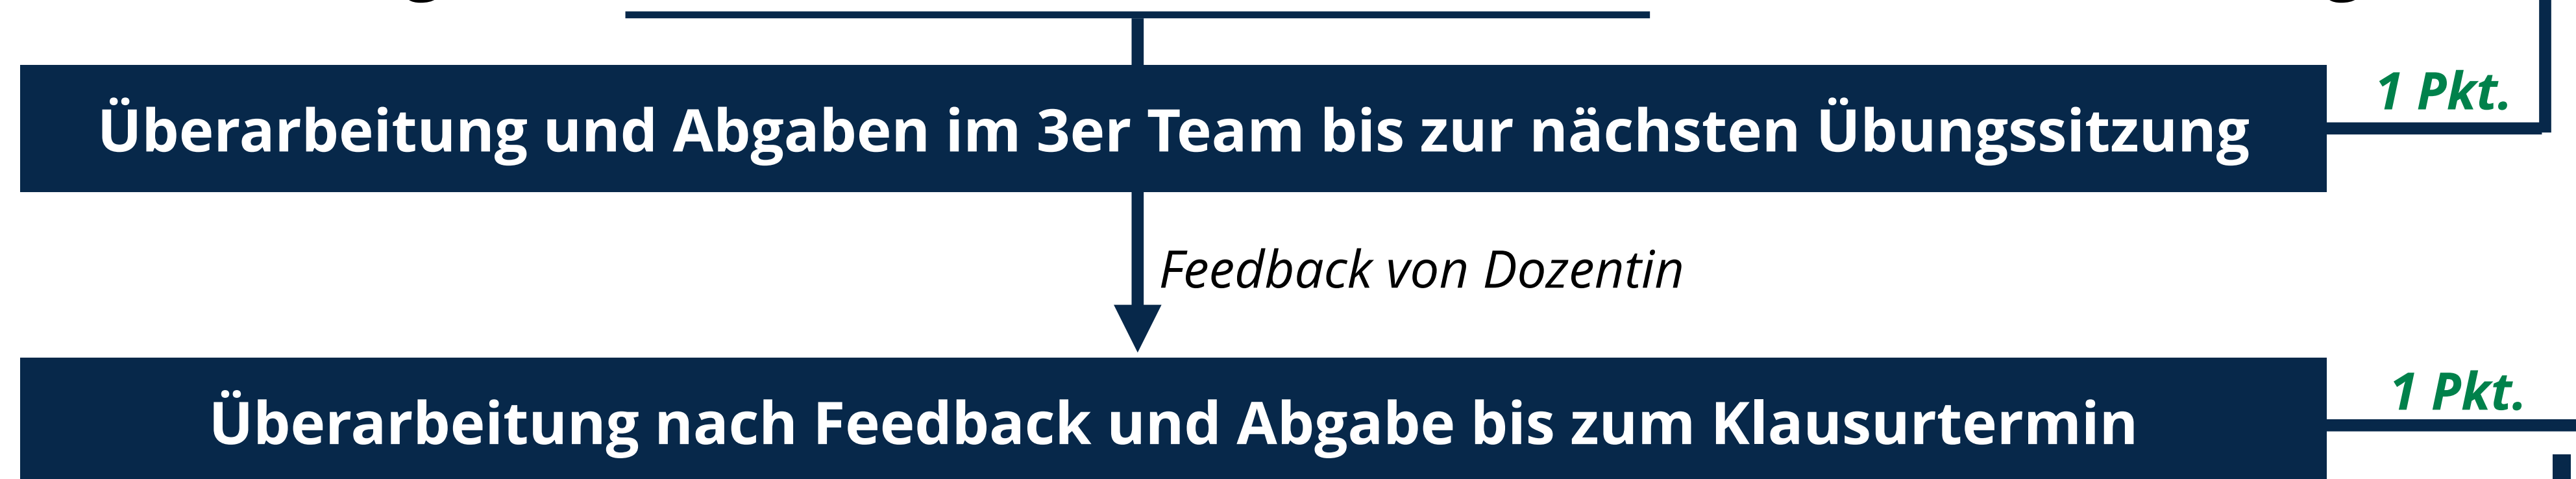 Überarbeitung und Abgaben im 3er Team bis zur nächsten Übungssitzung
1 Pkt.
Feedback von Dozentin
Überarbeitung nach Feedback und Abgabe bis zum Klausurtermin
1 Pkt.